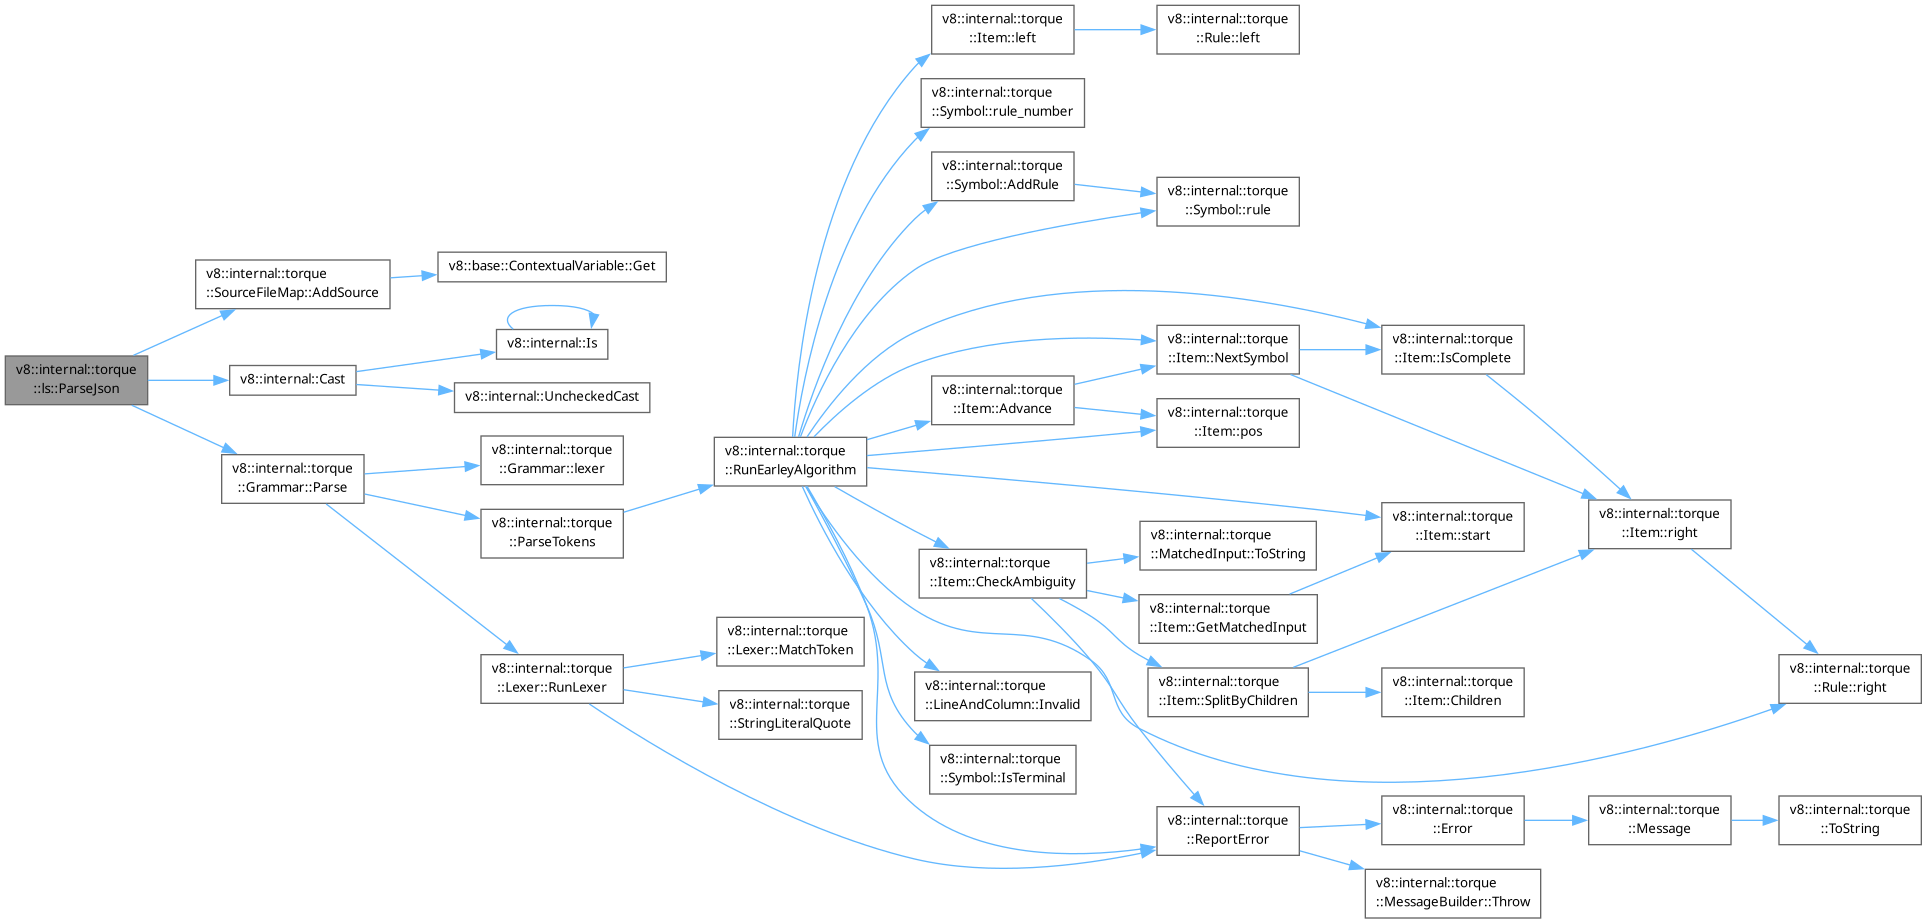 v8::internal::torque
::ls::ParseJson
v8::internal::torque
::SourceFileMap::AddSource
v8::base::ContextualVariable::Get
v8::internal::Cast
v8::internal::Is
v8::internal::UncheckedCast
v8::internal::torque
::Grammar::Parse
v8::internal::torque
::Grammar::lexer
v8::internal::torque
::ParseTokens
v8::internal::torque
::Lexer::RunLexer
v8::internal::torque
::RunEarleyAlgorithm
v8::internal::torque
::Lexer::MatchToken
v8::internal::torque
::StringLiteralQuote
v8::internal::torque
::Item::left
v8::internal::torque
::Rule::left
v8::internal::torque
::Symbol::rule_number
v8::internal::torque
::Symbol::AddRule
v8::internal::torque
::Symbol::rule
v8::internal::torque
::Item::NextSymbol
v8::internal::torque
::Item::IsComplete
v8::internal::torque
::Item::Advance
v8::internal::torque
::Item::pos
v8::internal::torque
::Item::start
v8::internal::torque
::Item::right
v8::internal::torque
::Item::CheckAmbiguity
v8::internal::torque
::MatchedInput::ToString
v8::internal::torque
::Item::GetMatchedInput
v8::internal::torque
::Item::SplitByChildren
v8::internal::torque
::Item::Children
v8::internal::torque
::Rule::right
v8::internal::torque
::LineAndColumn::Invalid
v8::internal::torque
::Symbol::IsTerminal
v8::internal::torque
::ReportError
v8::internal::torque
::Error
v8::internal::torque
::Message
v8::internal::torque
::ToString
v8::internal::torque
::MessageBuilder::Throw